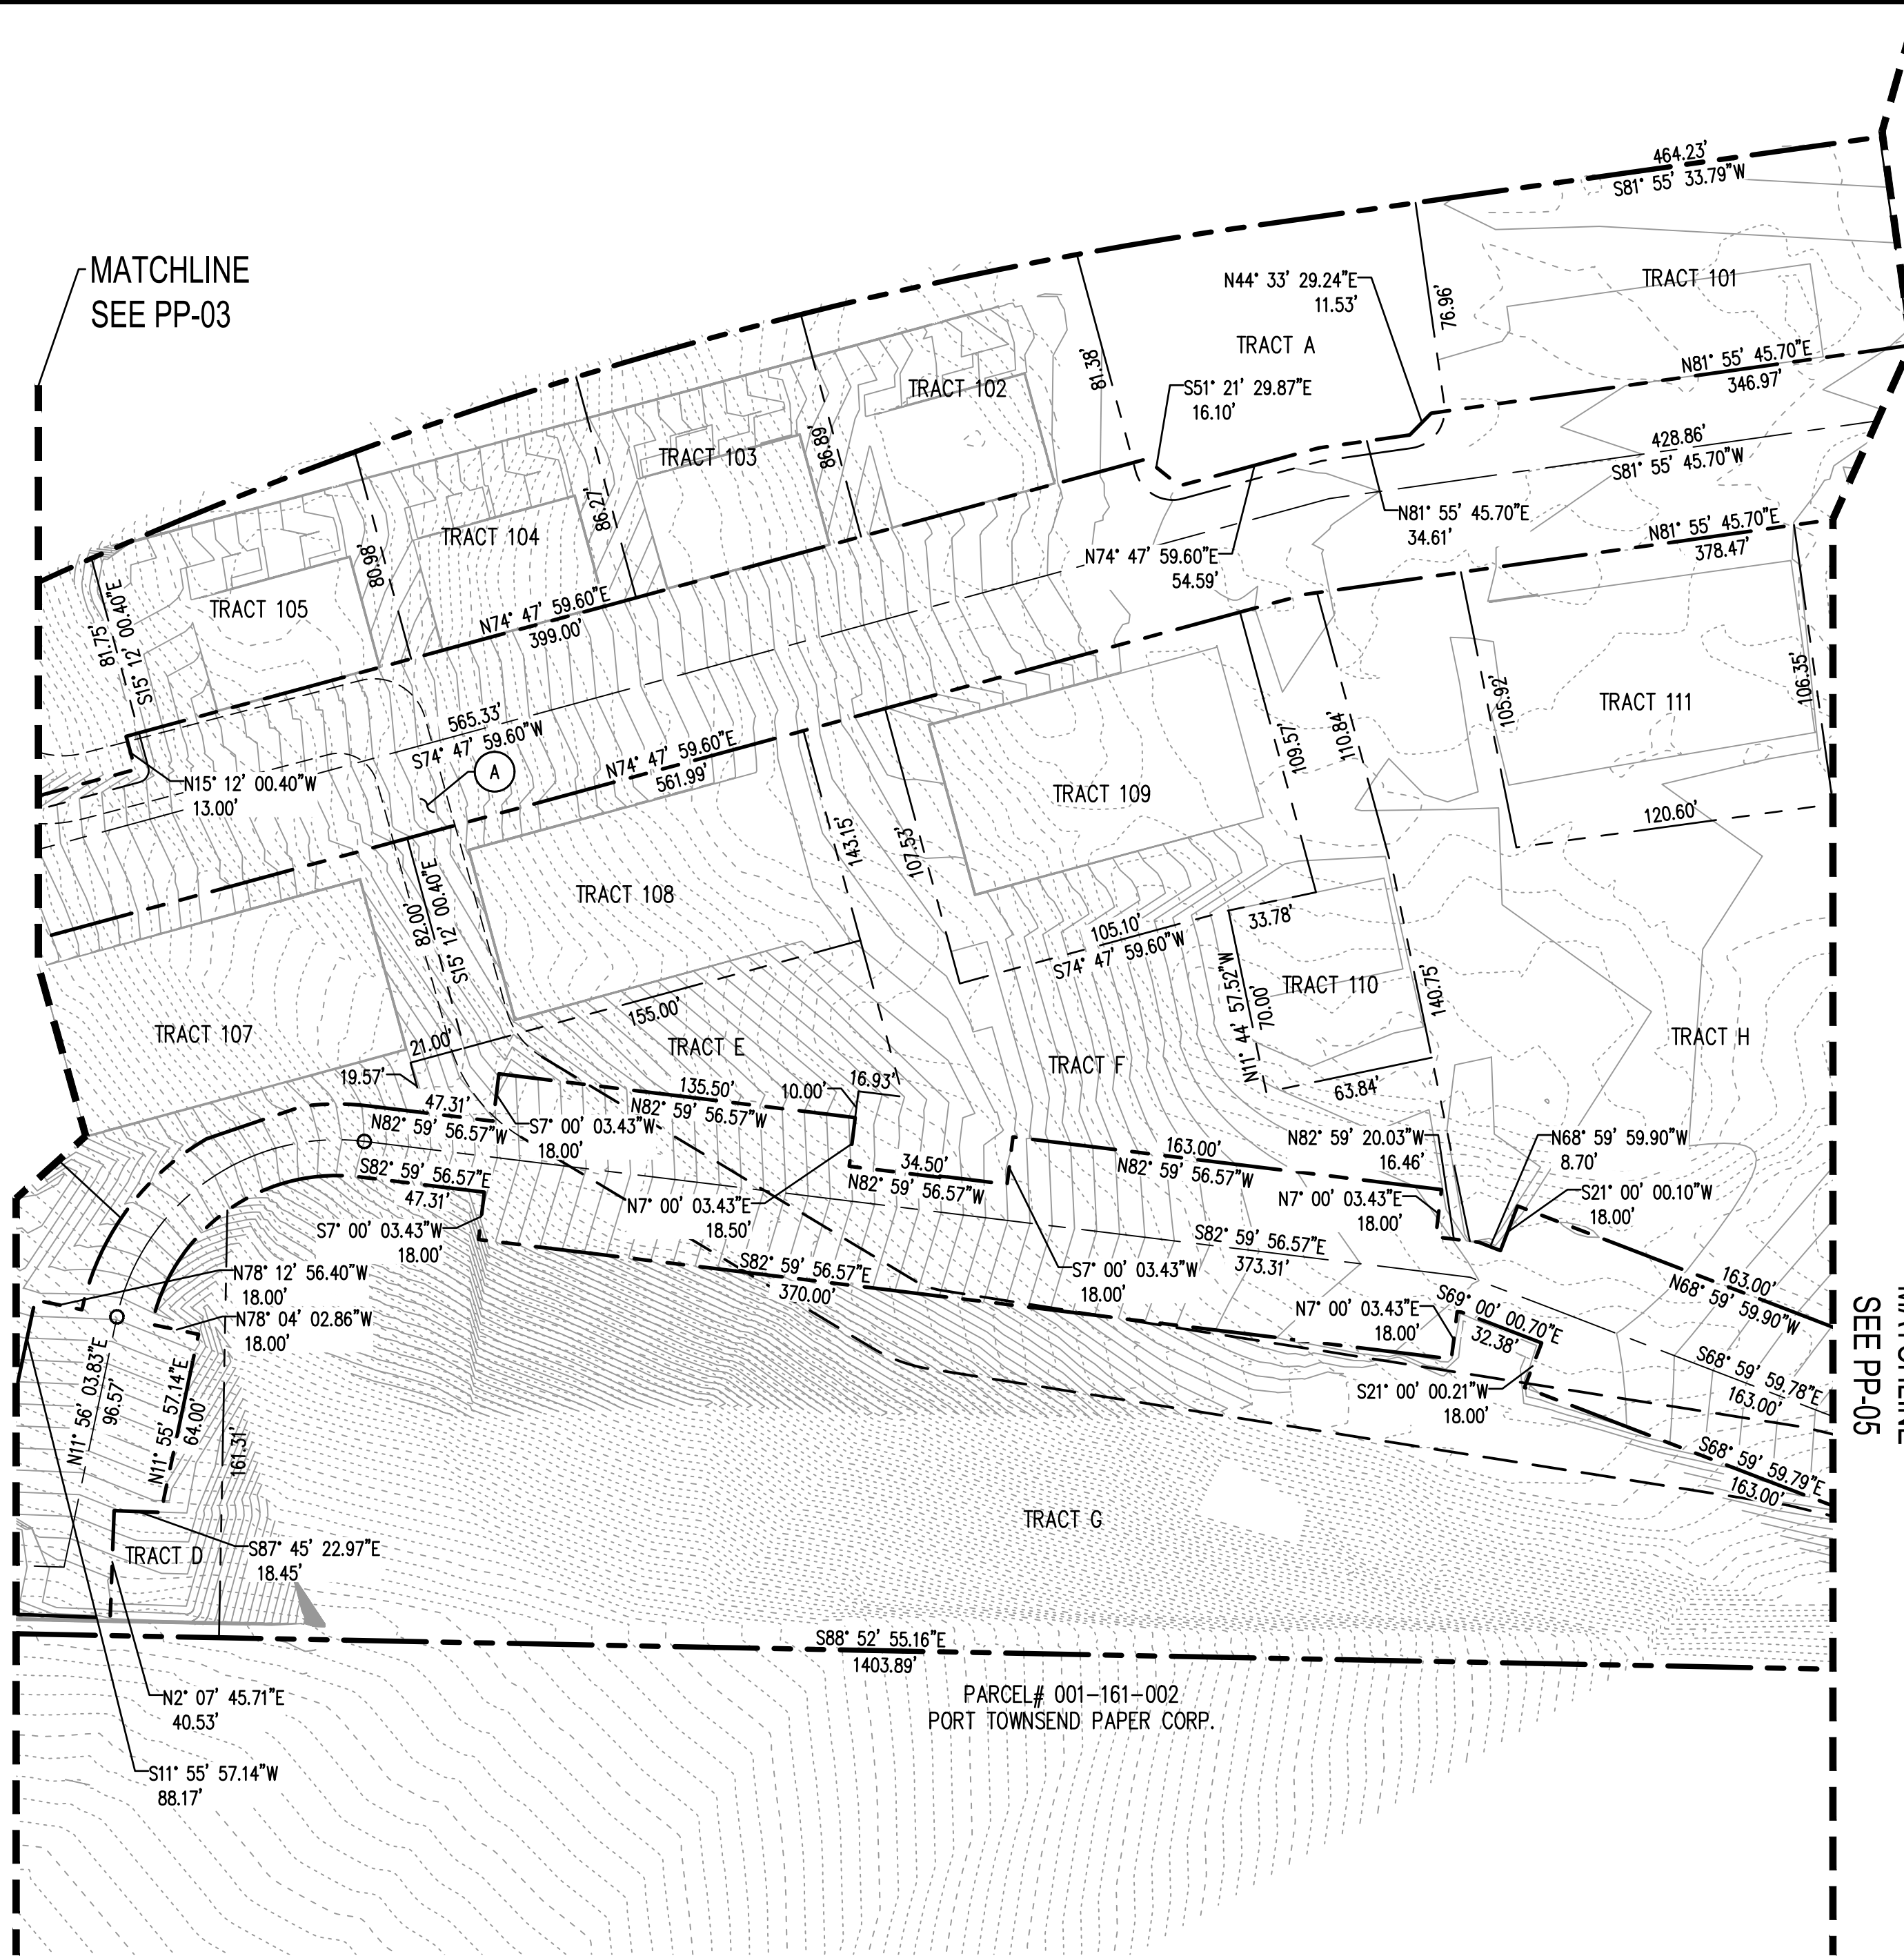 464.23'
S81° 55' 33.79"W
MATCHLINE
SEE PP-03
N44° 33' 29.24"E
11.53'
TRACT 101
76.96'
TRACT A
81.38'
S51° 21' 29.87"E
16.10'
N81° 55' 45.70"E
346.97'
TRACT 102
TRACT 103
86.89'
428.86'
S81° 55' 45.70"W
N81° 55' 45.70"E
34.61'
N81° 55' 45.70"E
378.47'
TRACT 104
86.27'
80.98'
N74° 47' 59.60"E
54.59'
TRACT 105
81.75'
S15° 12' 00.40"E
N74° 47' 59.60"E
399.00'
565.33'
S74° 47' 59.60"W
A
N15° 12' 00.40"W
13.00'
N74° 47' 59.60"E
561.99'
109.57'
110.84'
105.92'
TRACT 111
106.35'
TRACT 109
120.60'
143.15'
107.53'
TRACT 108
82.00'
S15° 12' 00.40"E
105.10'
S74° 47' 59.60"W
33.78'
N11° 44' 57.52"W
70.00'
TRACT 110
140.75'
155.00'
TRACT 107
21.00'
TRACT E
TRACT F
TRACT H
19.57'
47.31'
N82° 59' 56.57"W
135.50'
N82° 59' 56.57"W
10.00'
16.93'
63.84'
S7° 00' 03.43"W
18.00'
34.50'
N82° 59' 56.57"W
163.00'
N82° 59' 56.57"W
N82° 59' 20.03"W
16.46'
N68° 59' 59.90"W
8.70'
S82° 59' 56.57"E
47.31'
N7° 00' 03.43"E
18.50'
N7° 00' 03.43"E
18.00'
S21° 00' 00.10"W
18.00'
S7° 00' 03.43"W
18.00'
S82° 59' 56.57"E
373.31'
S82° 59' 56.57"E
370.00'
S7° 00' 03.43"W
18.00'
163.00'
N68° 59' 59.90"W
N78° 12' 56.40"W
18.00'
N78° 04' 02.86"W
18.00'
N7° 00' 03.43"E
18.00'
S69° 00' 00.70"E
32.38'
SEE PP-05
S21° 00' 00.21"W
18.00'
S68° 59' 59.78"E
163.00'
N11° 56' 03.83"E
96.57'
N11° 55' 57.14"E
64.00'
161.31'
S68° 59' 59.79"E
163.00'
TRACT G
TRACT D
S87° 45' 22.97"E
18.45'
S88° 52' 55.16"E
1403.89'
N2° 07' 45.71"E
40.53'
PARCEL# 001-161-002
PORT TOWNSEND PAPER CORP.
S11° 55' 57.14"W
88.17'